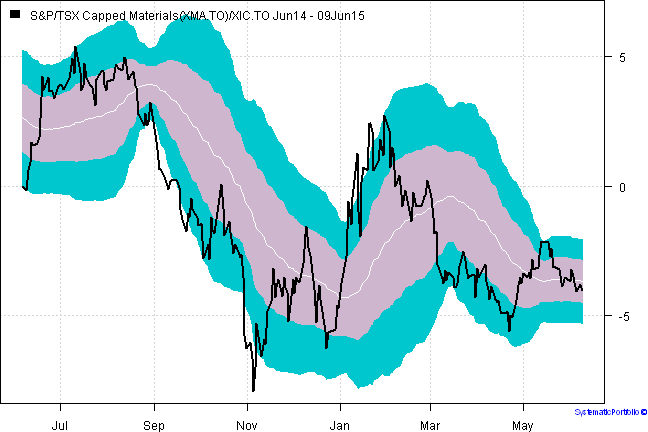 S&P/TSX Capped Materials(XMA.TO)/XIC.TO Jun14 - 09Jun15
5
0
-5
Jul Sep Nov Jan Mar May
SystematicPortfolio ©